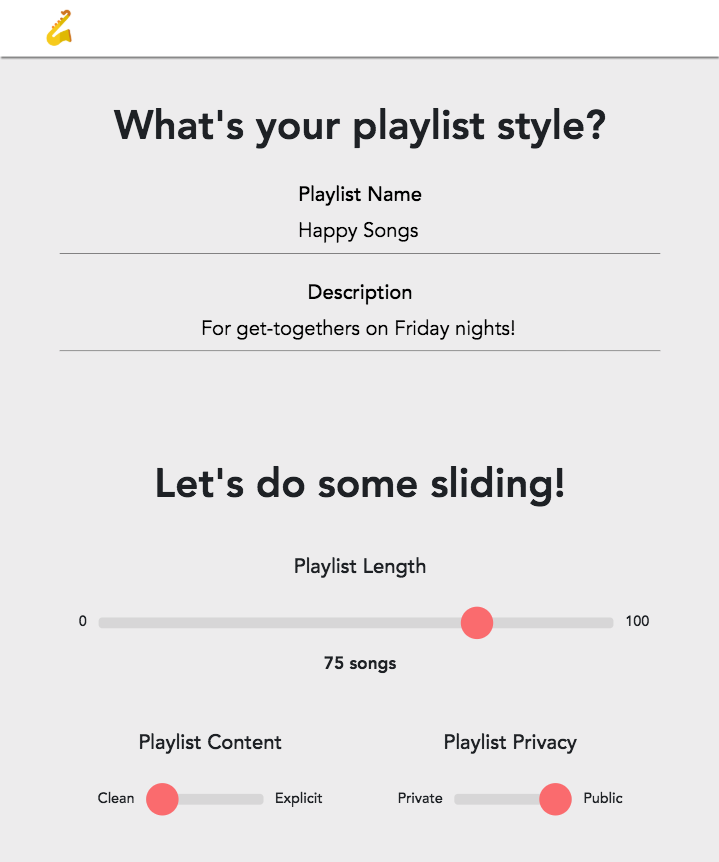 What's your playlist style?
Playlist Name
Happy Songs
Description
For get-togethers on Friday nights!
Let's do some sliding!
Playlist Length
0 100
75 songs
Playlist Content
Clean Explicit
Playlist Privacy
Private Public